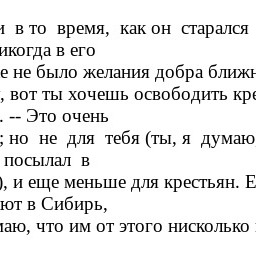 и в то время, как он старался
икогда в его
е не было желания добра ближн
, вот ты хочешь освободить кре
. -- Это очень
; но не для тебя (ты, я думаю,
посылал в
), и еще меньше для крестьян. Е
ют в Сибирь,
маю, что им от этого нисколько